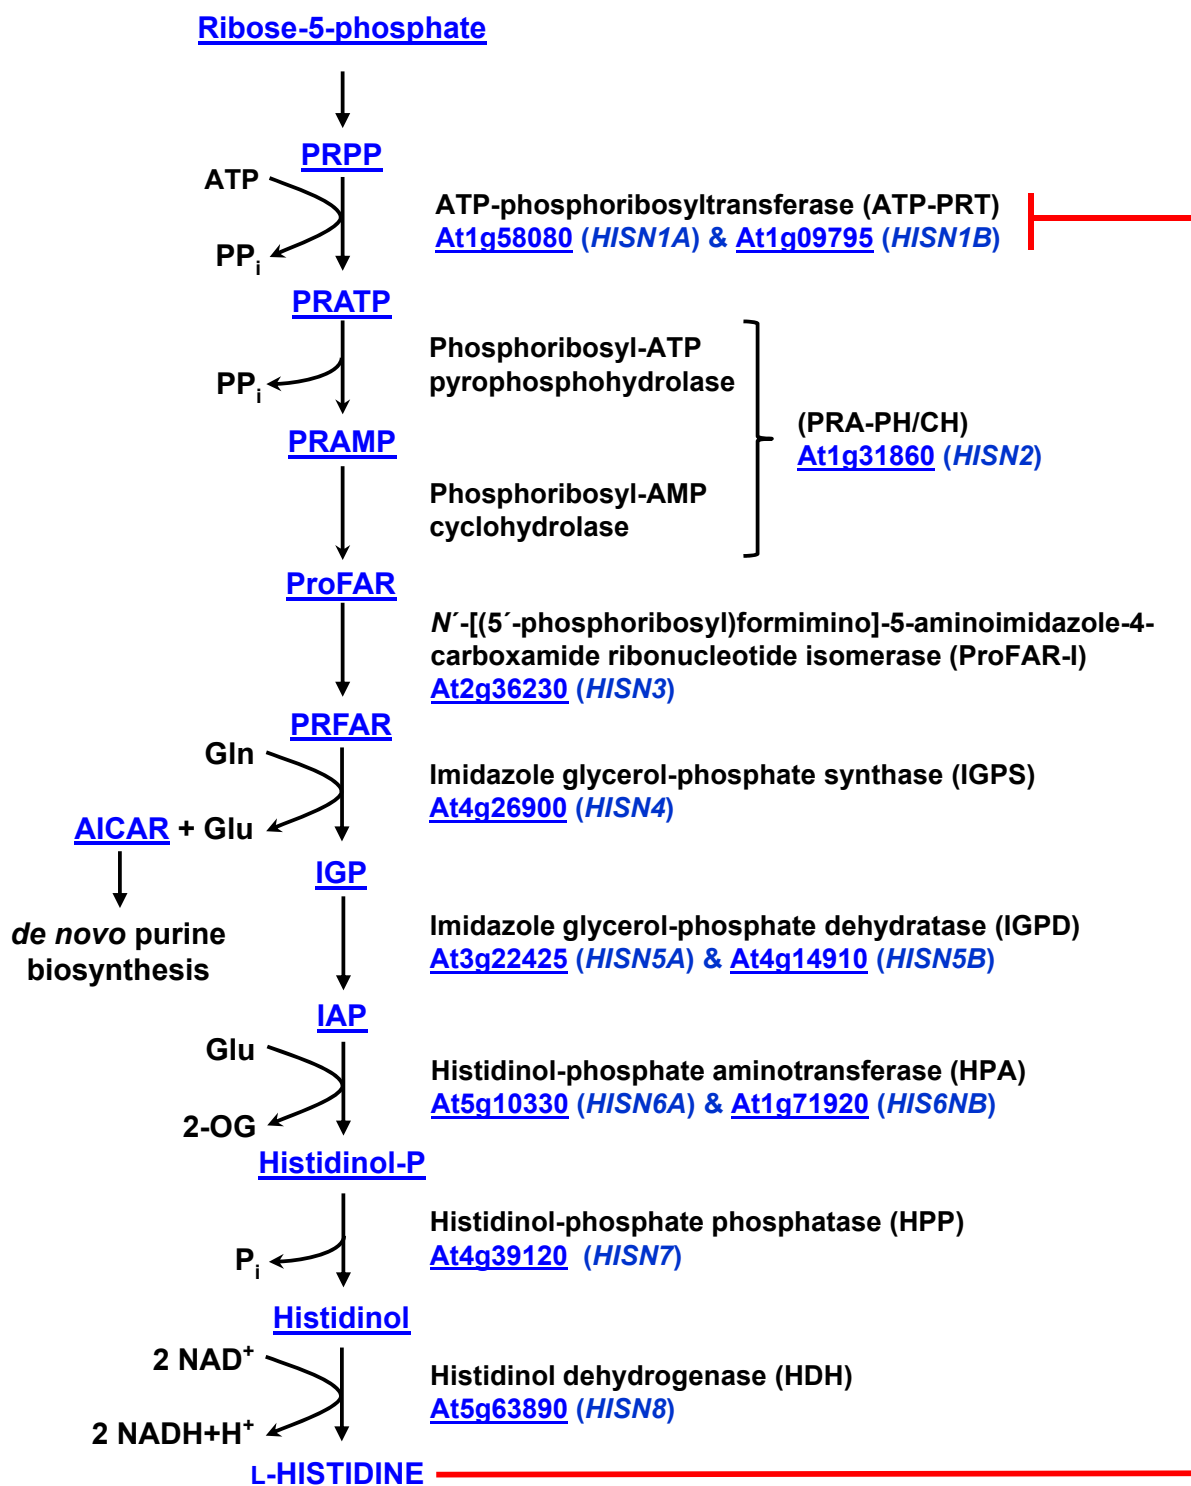 Ribose-5-phosphate
PRPP
ATP
PPi
ATP-phosphoribosyltransferase (ATP-PRT)
At1g58080 (HISN1A) & At1g09795 (HISN1B)
PRATP
PPi
Phosphoribosyl-ATP
pyrophosphohydrolase
(PRA-PH/CH)
At1g31860 (HISN2)
PRAMP
Phosphoribosyl-AMP
cyclohydrolase
ProFAR
N´-[(5´-phosphoribosyl)formimino]-5-aminoimidazole-4-
carboxamide ribonucleotide isomerase (ProFAR-I)
At2g36230 (HISN3)
PRFAR
Gln
AICAR + Glu
Imidazole glycerol-phosphate synthase (IGPS)
At4g26900 (HISN4)
de novo purine
biosynthesis
IGP
Imidazole glycerol-phosphate dehydratase (IGPD)
At3g22425 (HISN5A) & At4g14910 (HISN5B)
IAP
Glu
2-OG
Histidinol-phosphate aminotransferase (HPA)
At5g10330 (HISN6A) & At1g71920 (HIS6NB)
Histidinol-P
Pi
Histidinol-phosphate phosphatase (HPP)
At4g39120 (HISN7)
Histidinol
2 NAD+
2 NADH+H+
Histidinol dehydrogenase (HDH)
At5g63890 (HISN8)
L-HISTIDINE